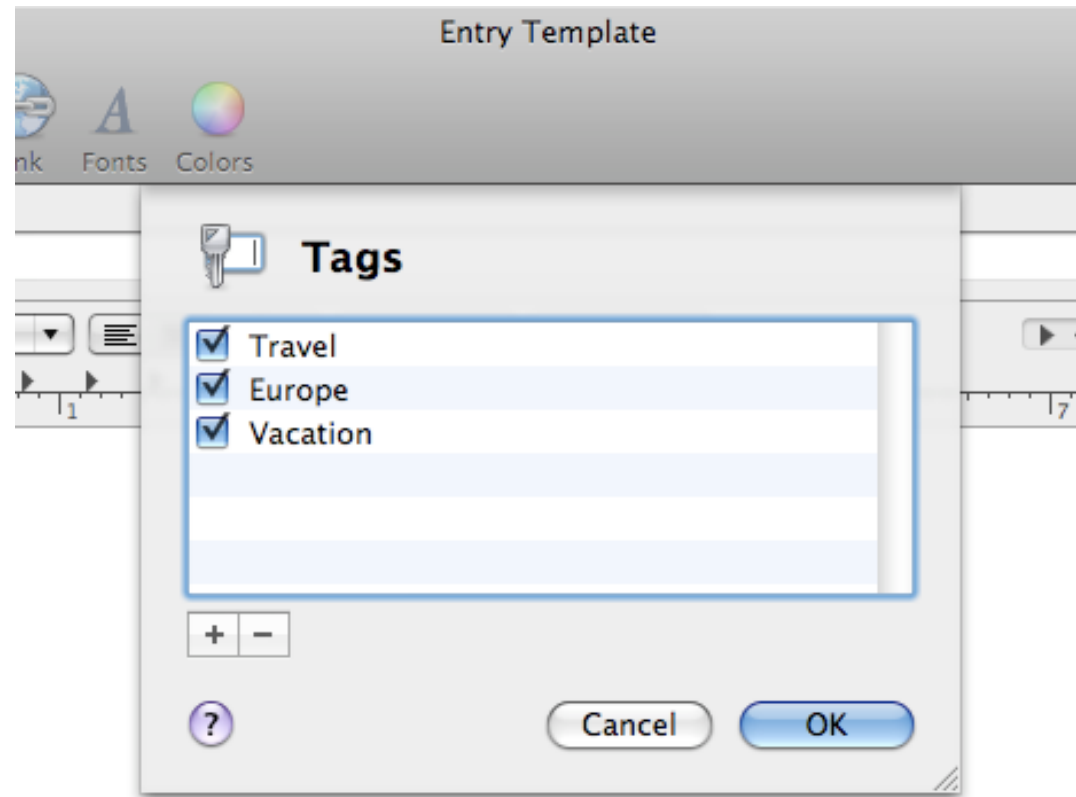 Entry Template
nk Fonts Colors
Tags
Travel
Europe
Vacation
1
7
+ −
? Cancel OK